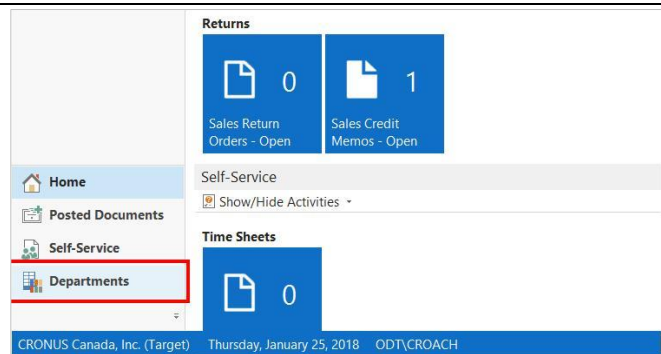 Returns
0
1
Sales Return
Orders - Open
Sales Credit
Memos - Open
Home
Posted Documents
Self-Service
Departments
Self-Service
Show/Hide Activities
Time Sheets
0
CRONUS Canada, Inc. (Target) Thursday, January 25, 2018 ODT\CROACH